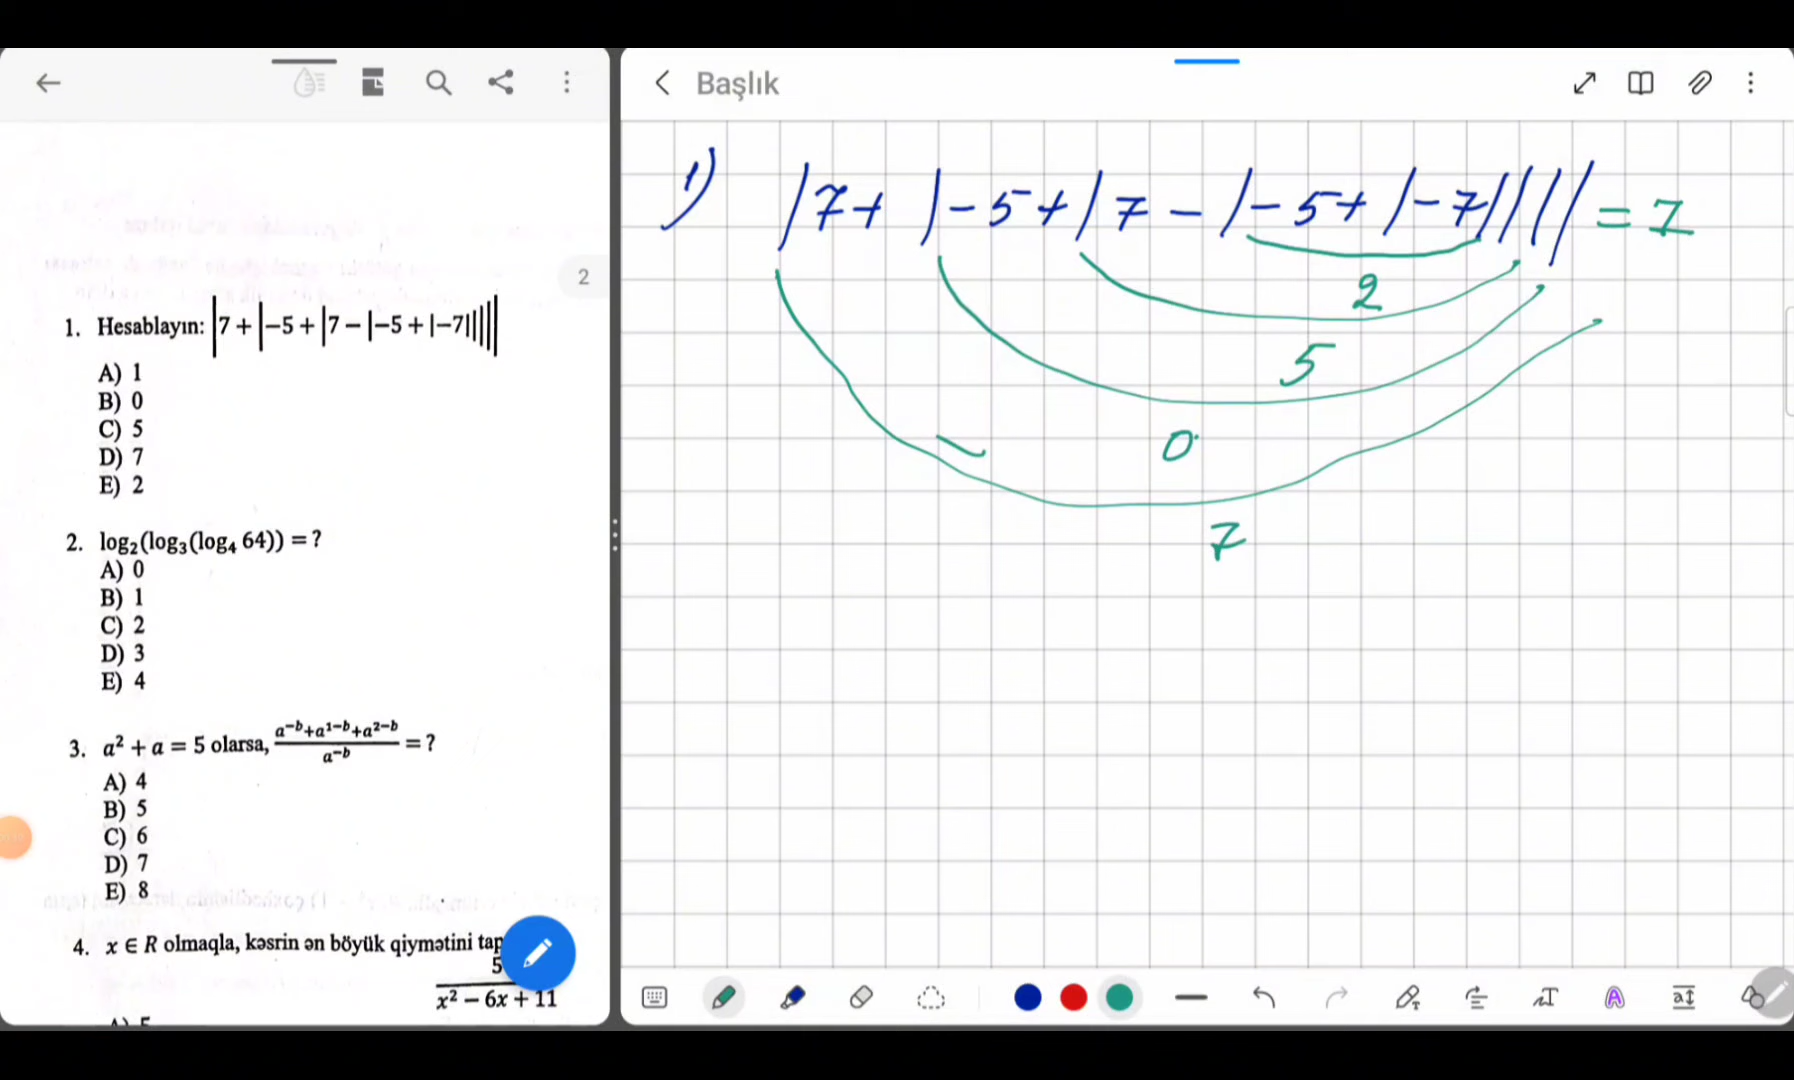 Başlık
2
1. Hesablayın: |7 + |−5 + |7 − |−5 + |−7|||||
A) 1
B) 0
C) 5
D) 7
E) 2
2. log₂(log₃(log₄ 64)) = ?
A) 0
B) 1
C) 2
D) 3
E) 4
3. a² + a = 5 olarsa, (a⁻ᵇ+a¹⁻ᵇ+a²⁻ᵇ)/a⁻ᵇ = ?
A) 4
B) 5
C) 6
D) 7
E) 8
4. x ∈ R olmaqla, kəsrin ən böyük qiymətini
5
x² − 6x + 11
1) |7+ |-5+|7 - |-5+ |-7||||| = 7
2
5
0
7